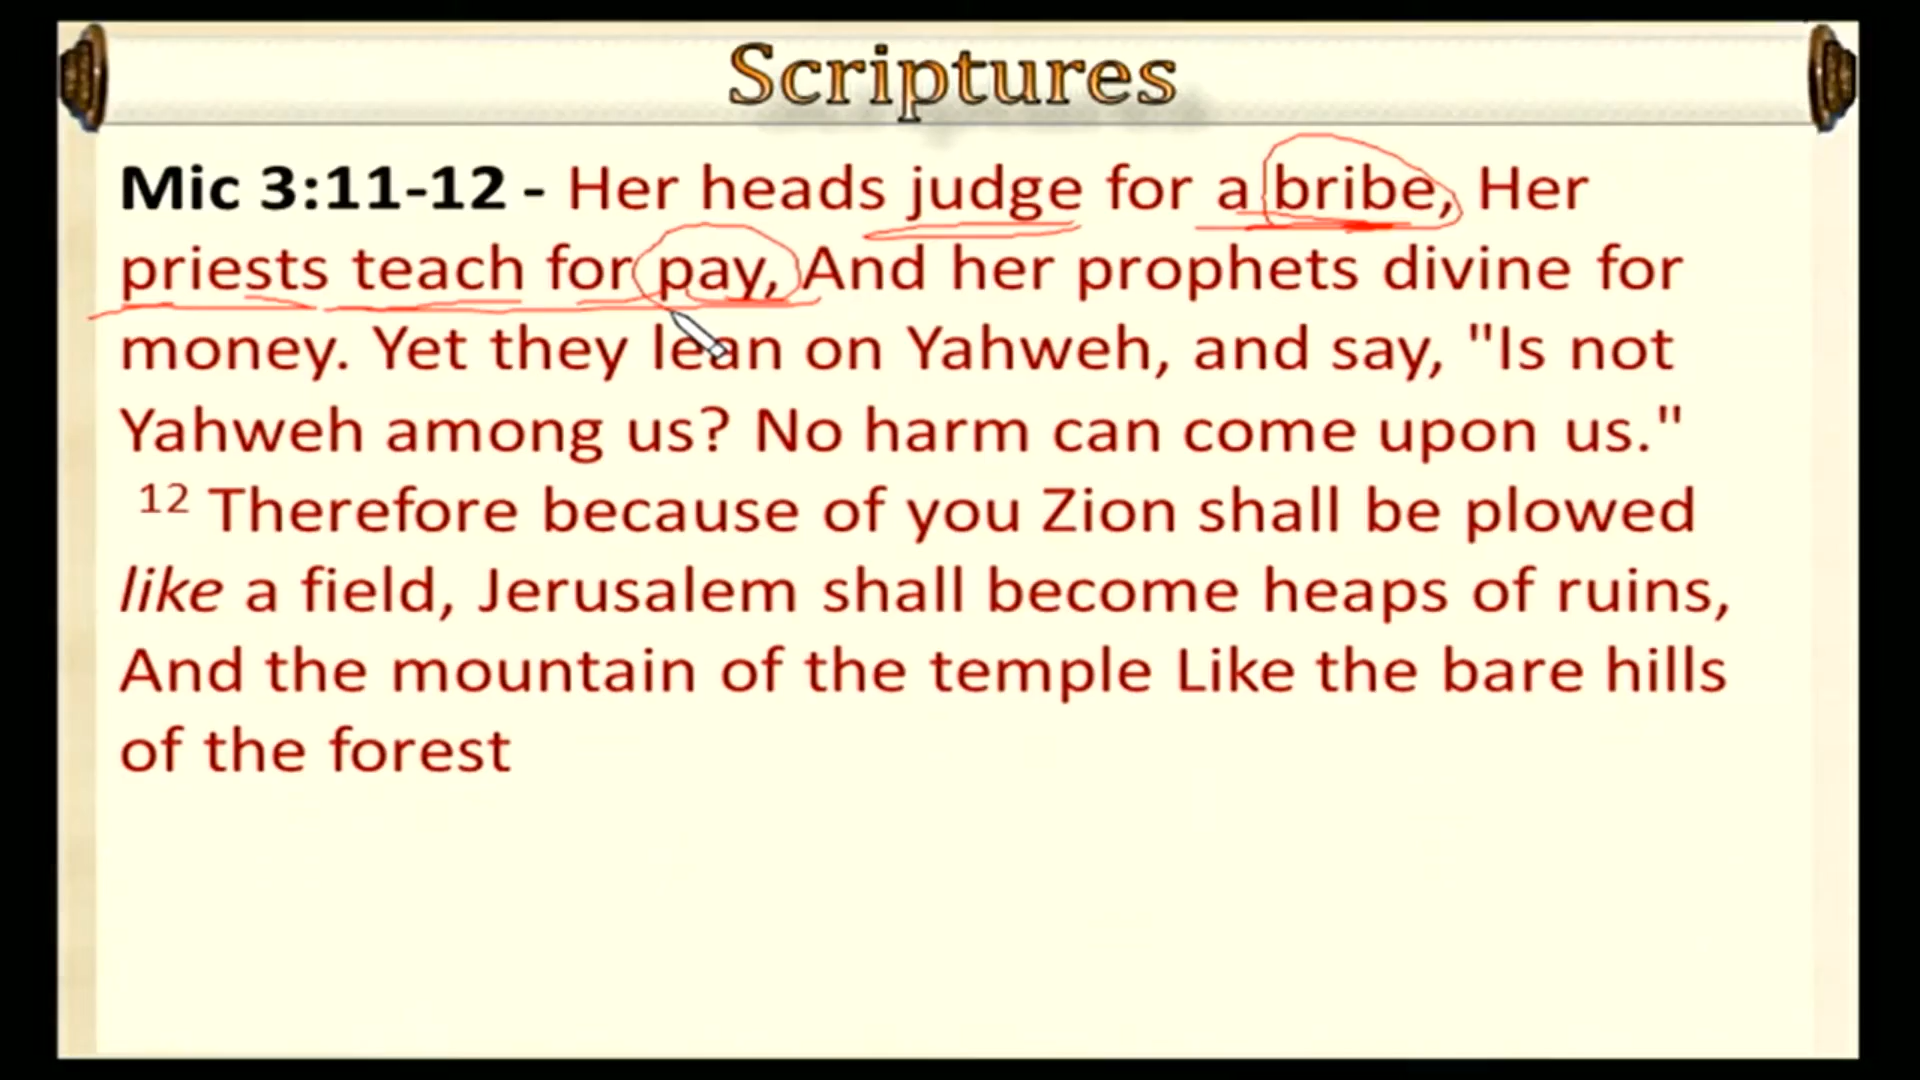 Scriptures
Mic 3:11-12 - Her heads judge for a bribe, Her
priests teach for pay, And her prophets divine for
money. Yet they lean on Yahweh, and say, "Is not
Yahweh among us? No harm can come upon us."
12 Therefore because of you Zion shall be plowed
like a field, Jerusalem shall become heaps of ruins,
And the mountain of the temple Like the bare hills
of the forest